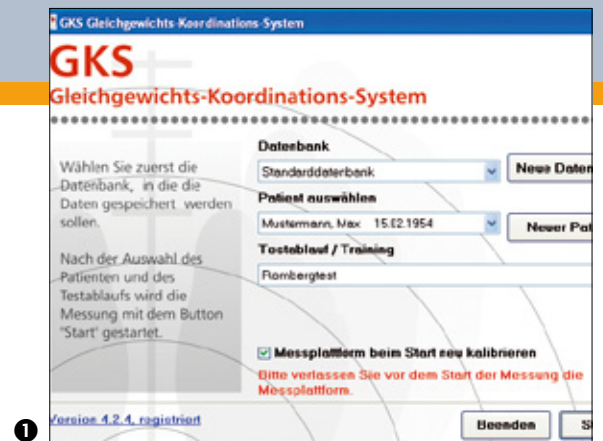 GKS Gleichgewichts-Koordinations-System
GKS
Gleichgewichts-Koordinations-System
Wählen Sie zuerst die
Datenbank, in die die
Daten gespeichert werden
sollen.
Nach der Auswahl des
Patienten und des
Testablaufs wird die
Messung mit dem Button
"Start' gestartet.
Datenbank
Standarddatenbank
Neue Daten
Patient auswählen
Mustermann, Max 15.02.1954
Neuer Pat
Testablauf / Training
Rombergtest
Messplattform beim Start neu kalibrieren
Bitte verlassen Sie vor dem Start der Messung die
Messplattform.
Version 4.2.4, registriert
Beenden
S
1